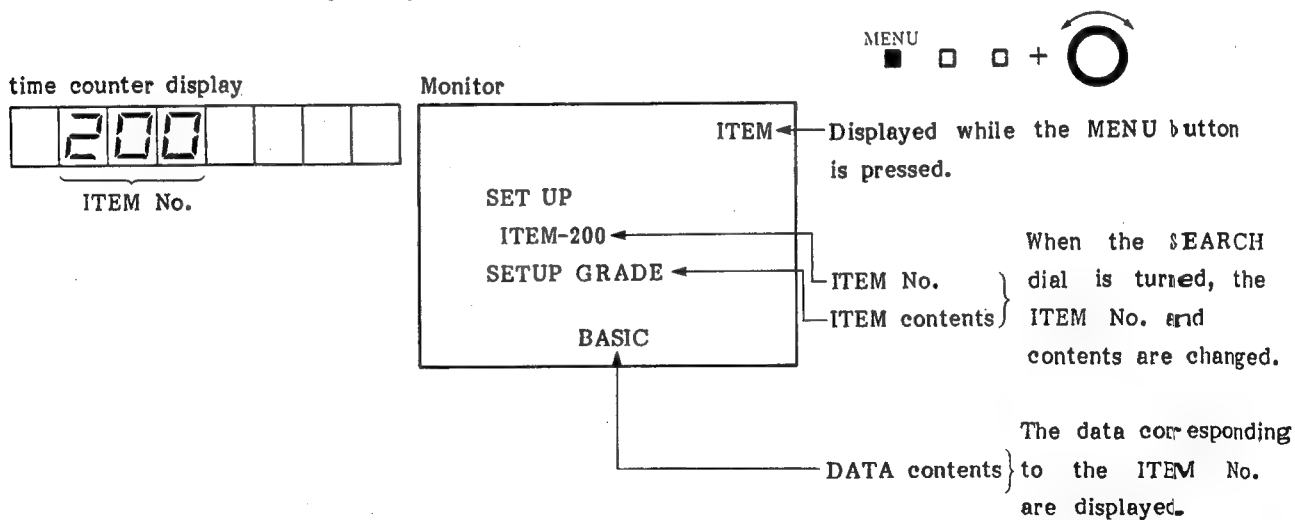 MENU
+
time counter display
200
ITEM No.
Monitor
ITEM
Displayed while the MENU button
is pressed.
SET UP
ITEM-200
SETUP GRADE
BASIC
ITEM No.
ITEM contents
When the SEARCH
dial is turned, the
ITEM No. and
contents are changed.
DATA contents
The data corresponding
to the ITEM No.
are displayed.